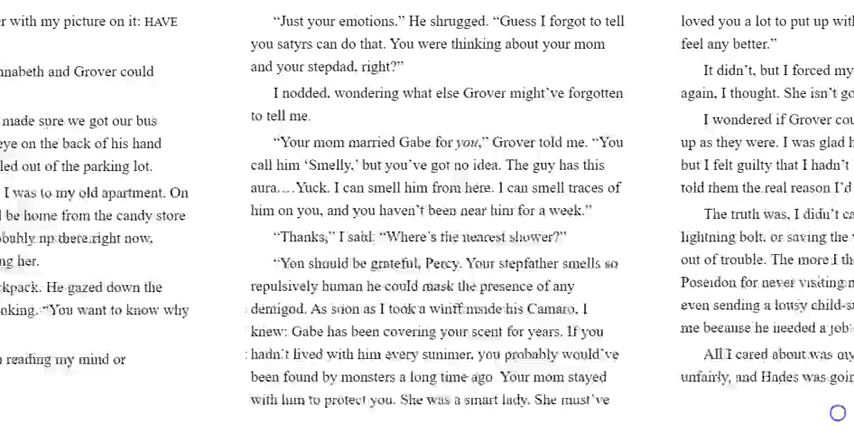 r with my picture on it: HAVE
nnabeth and Grover could
made sure we got our bus
eye on the back of his hand
led out of the parking lot.
I was to my old apartment. On
l be home from the candy store
bably up there right now,
ng her.
kpack. He gazed down the
nking. “You want to know why
n reading my mind or
“Just your emotions.” He shrugged. “Guess I forgot to tell
you satyrs can do that. You were thinking about your mom
and your stepdad, right?”
I nodded, wondering what else Grover might’ve forgotten
to tell me.
“Your mom married Gabe for you,” Grover told me. “You
call him ‘Smelly,’ but you’ve got no idea. The guy has this
aura.... Yuck. I can smell him from here. I can smell traces of
him on you, and you haven’t been near him for a week.”
“Thanks,” I said. “Where’s the nearest shower?”
“You should be grateful, Percy. Your stepfather smells so
repulsively human he could mask the presence of any
demigod. As soon as I took a whiff inside his Camaro, I
knew: Gabe has been covering your scent for years. If you
hadn’t lived with him every summer, you probably would’ve
been found by monsters a long time ago. Your mom stayed
with him to protect you. She was a smart lady. She must’ve
loved you a lot to put up with
feel any better.”
It didn’t, but I forced my
again, I thought. She isn’t go
I wondered if Grover cou
up as they were. I was glad h
but I felt guilty that I hadn’t
told them the real reason I’d
The truth was, I didn’t ca
lightning bolt, or saving the
out of trouble. The more I th
Poseidon for never visiting m
even sending a lousy child-s
me because he needed a job
All I cared about was my
unfairly, and Hades was goin